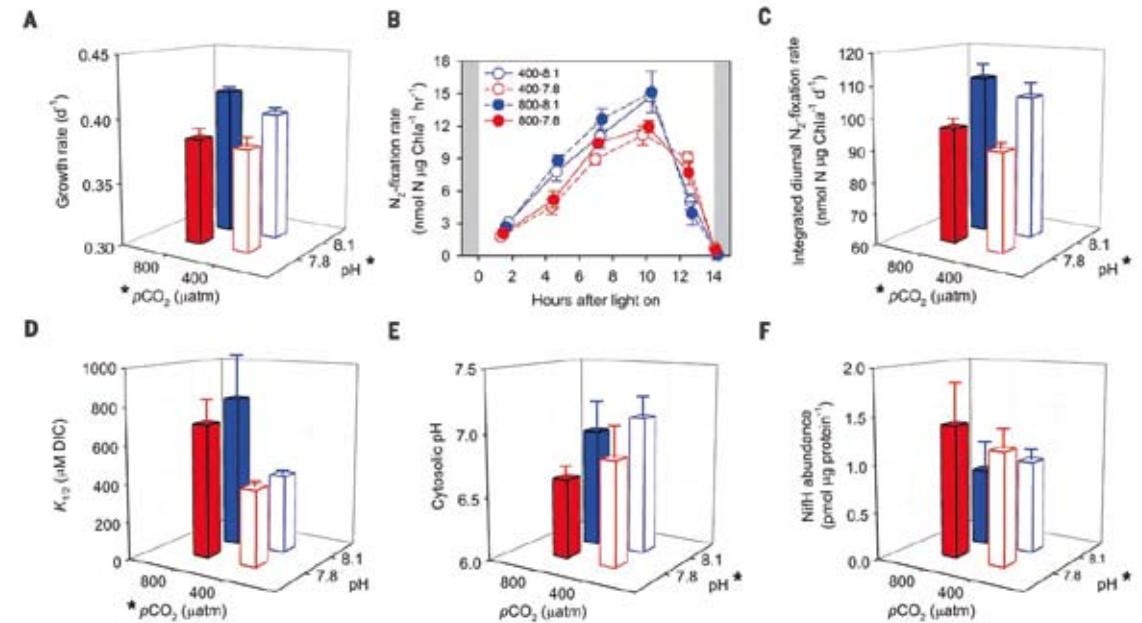 A
Growth rate (d-1)
0.45
0.40
0.35
0.30
800
400
* pCO2 (μatm)
7.8
8.1
pH *
B
N2-fixation rate
(nmol N μg Chla-1 hr-1)
18
15
12
9
6
3
0
400-8.1
400-7.8
800-8.1
800-7.8
0 2 4 6 8 10 12 14
Hours after light on
C
Integrated diurnal N2-fixation rate
(nmol N μg Chla-1 d-1)
120
110
100
90
80
70
60
800
400
* pCO2 (μatm)
7.8
8.1
pH *
D
K1/2 (μM DIC)
1000
800
600
400
200
0
800
400
* pCO2 (μatm)
7.8
8.1
pH
E
Cytosolic pH
7.5
7.0
6.5
6.0
800
400
pCO2 (μatm)
7.8
8.1
pH *
F
NifH abundance
(pmol μg protein-1)
2.0
1.5
1.0
0.5
0.0
800
400
pCO2 (μatm)
7.8
8.1
pH *